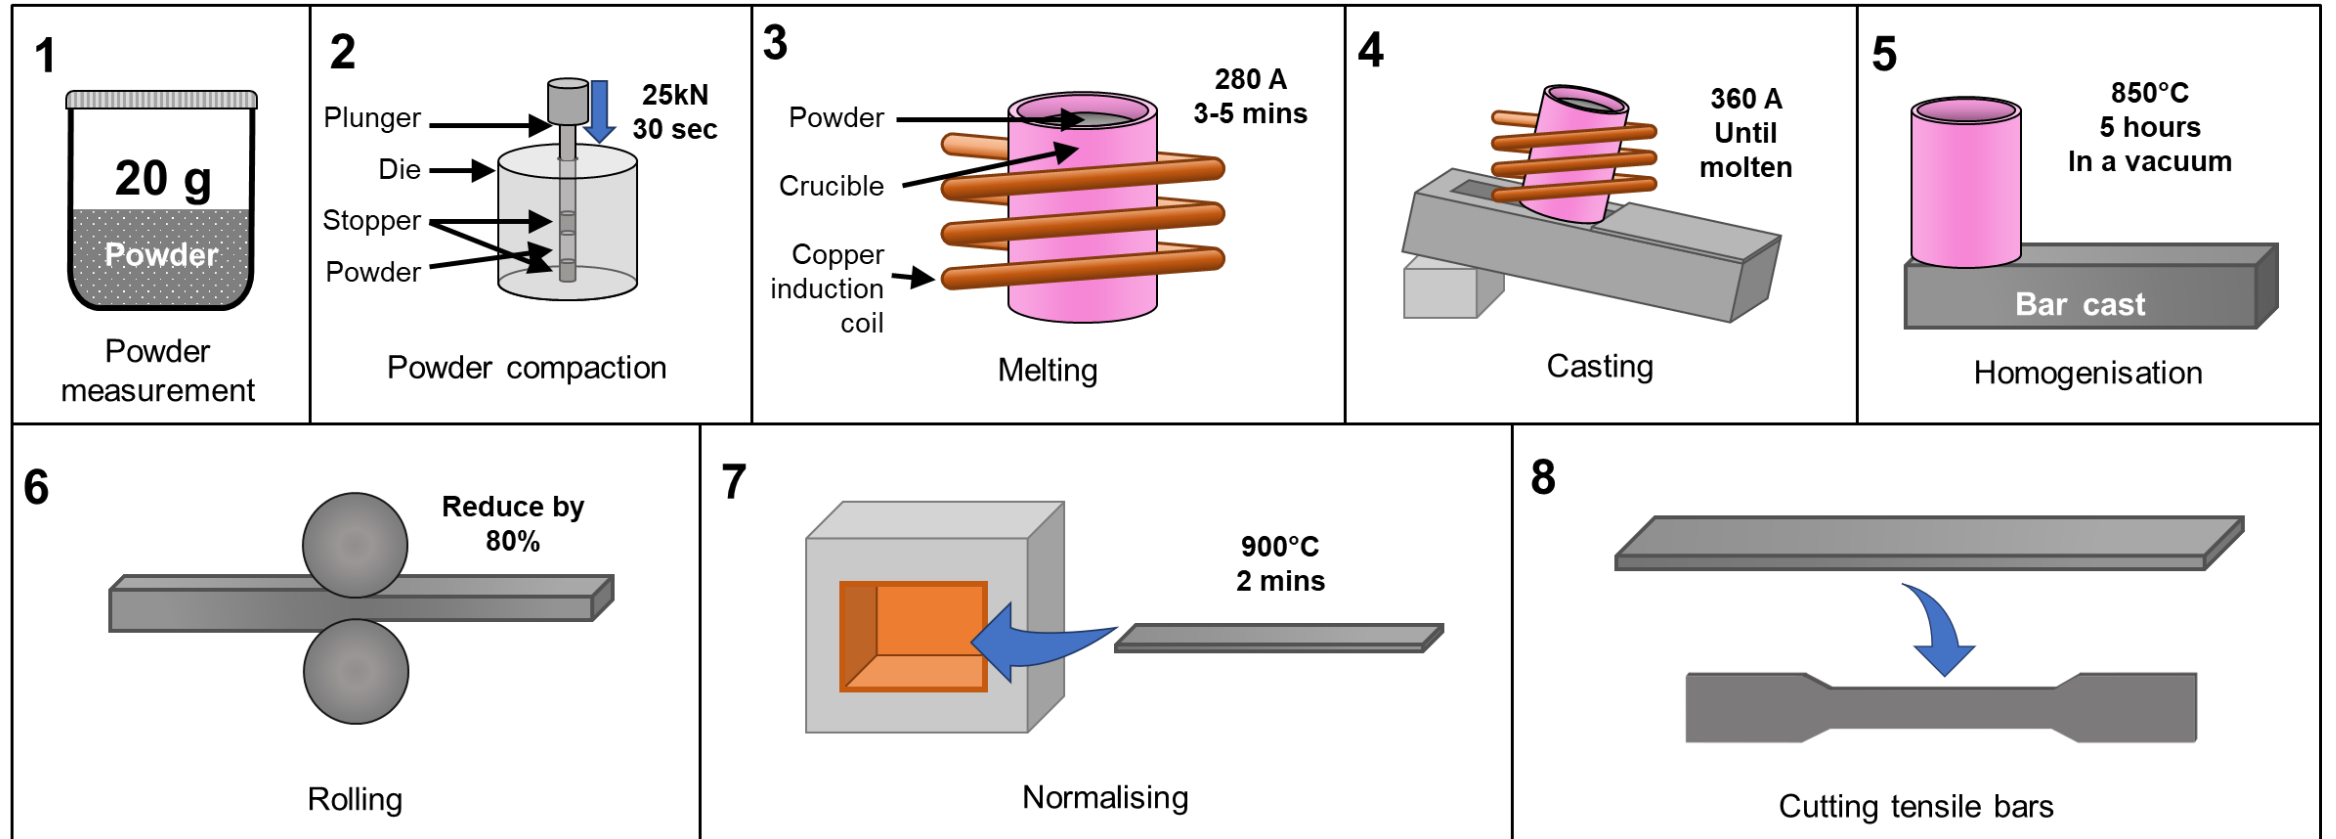 1
20 g
Powder
Powder
measurement
2
Plunger
Die
Stopper
Powder
25kN
30 sec
Powder compaction
3
Powder
Crucible
Copper
induction
coil
280 A
3-5 mins
Melting
4
360 A
Until
molten
Casting
5
850°C
5 hours
In a vacuum
Bar cast
Homogenisation
6
Reduce by
80%
Rolling
7
900°C
2 mins
Normalising
8
Cutting tensile bars